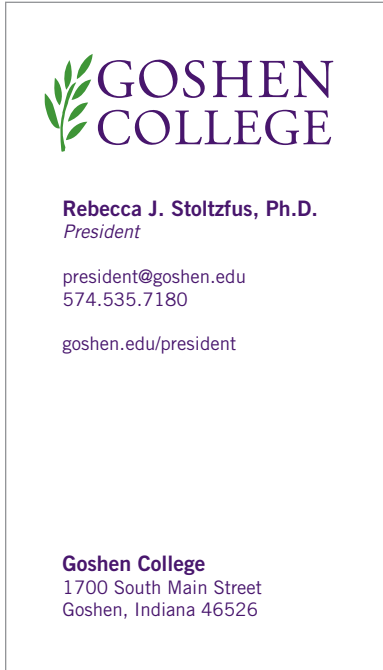 GOSHEN
COLLEGE
Rebecca J. Stoltzfus, Ph.D.
President
president@goshen.edu
574.535.7180
goshen.edu/president
Goshen College
1700 South Main Street
Goshen, Indiana 46526